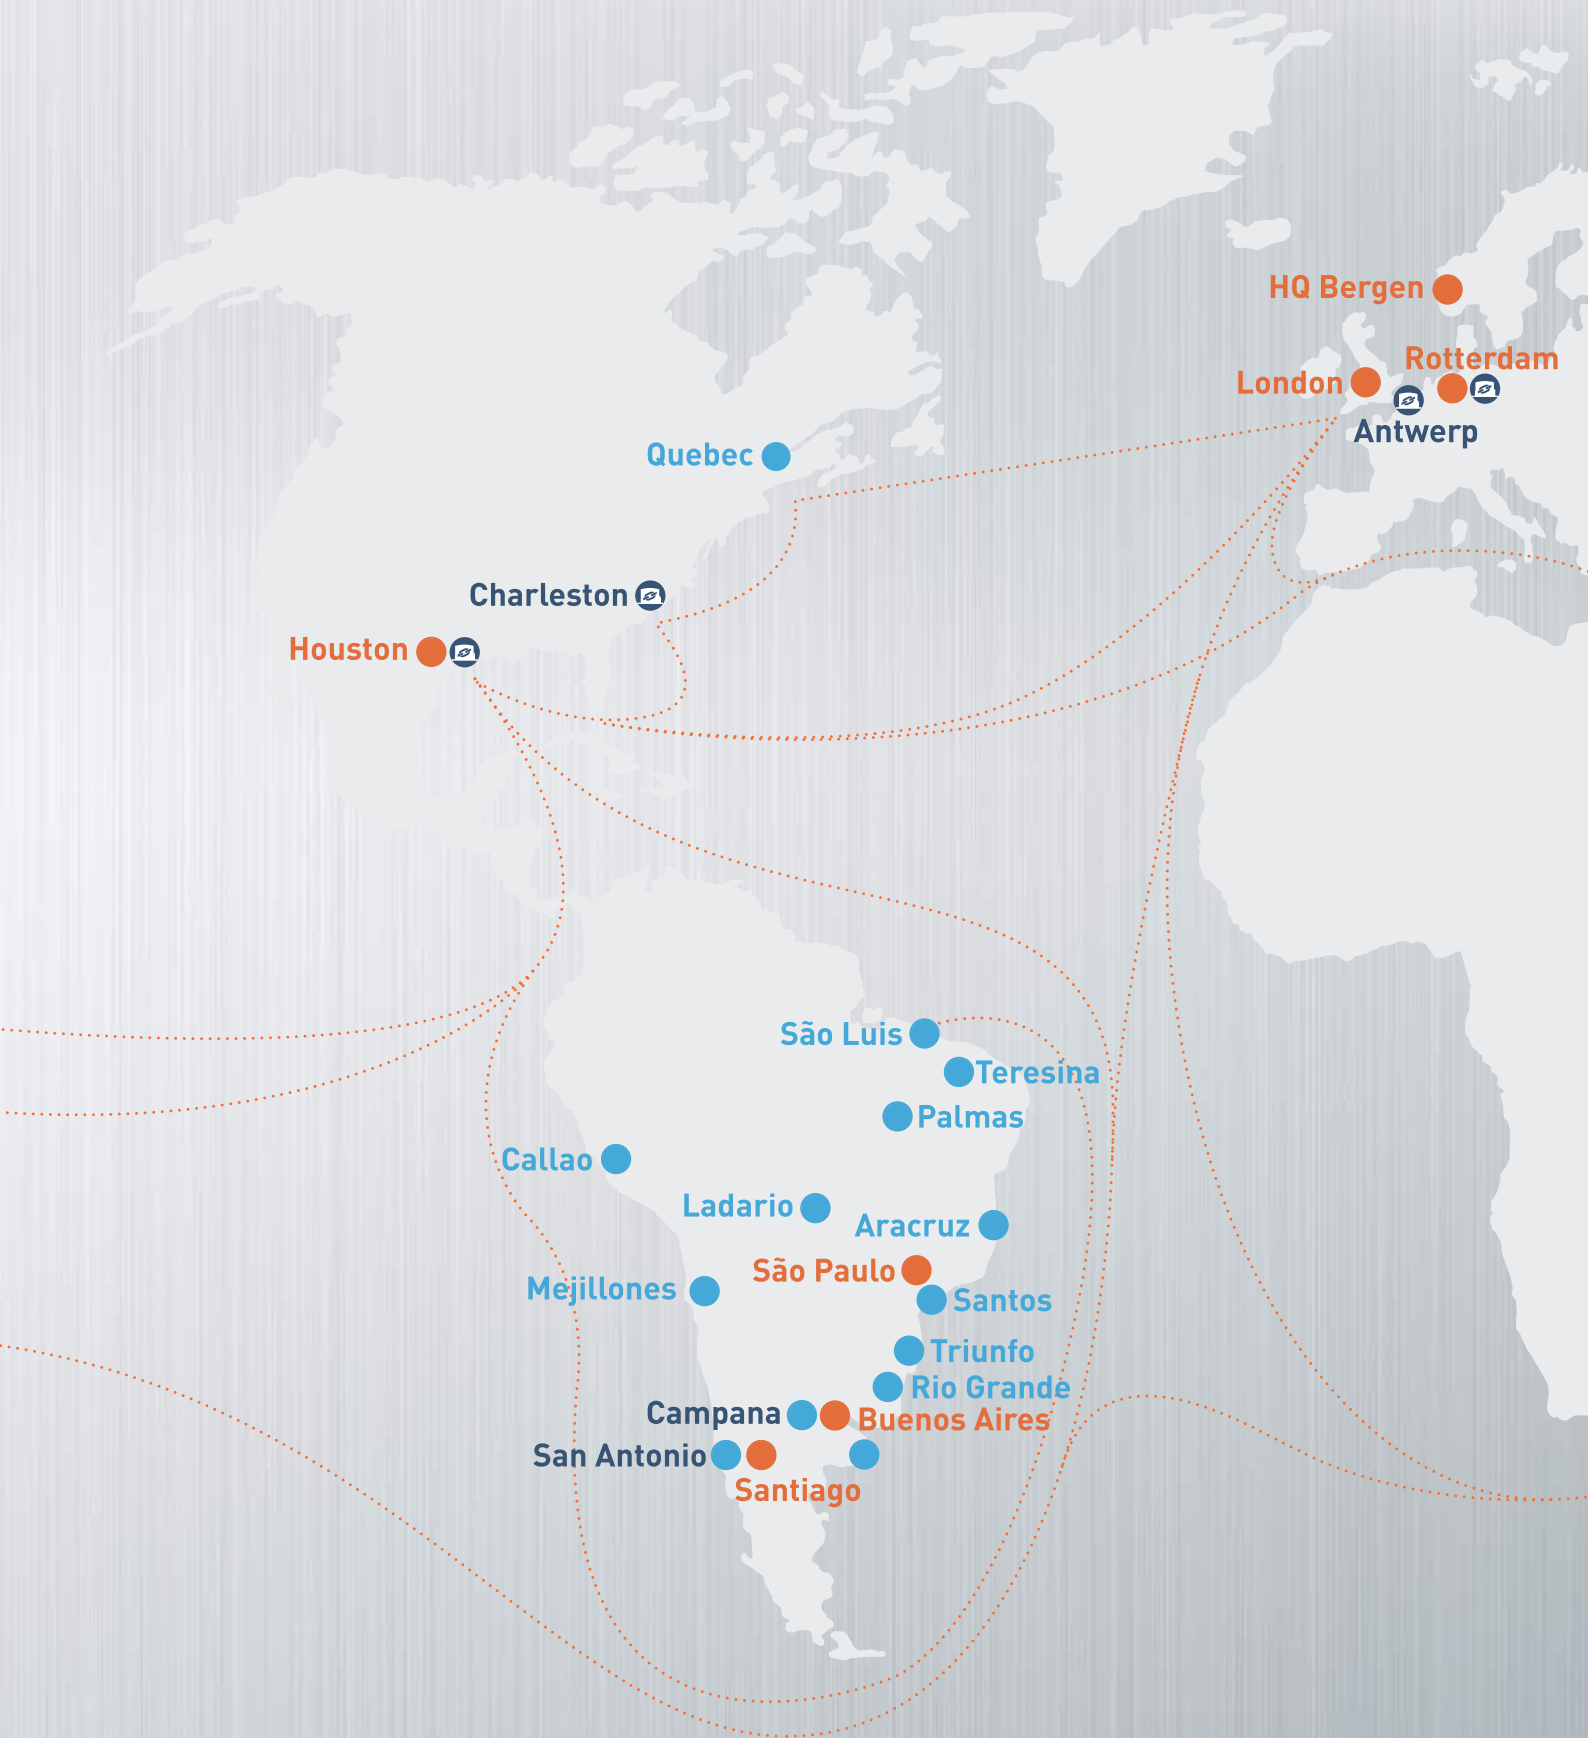 HQ Bergen
Rotterdam
London
Antwerp
Quebec
Charleston
Houston
São Luis
Teresina
Palmas
Callao
Ladario
Aracruz
São Paulo
Mejillones
Santos
Triunfo
Rio Grande
Campana
Buenos Aires
San Antonio
Santiago